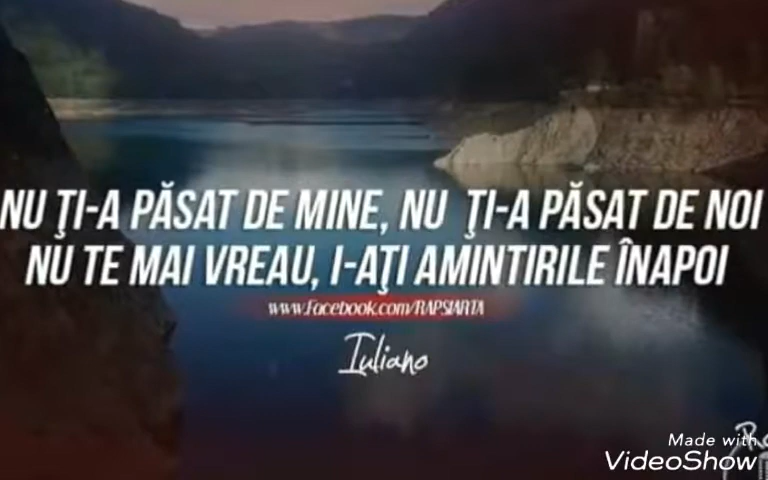 NU ŢI-A PĂSAT DE MINE, NU ŢI-A PĂSAT DE NOI
NU TE MAI VREAU, I-AŢI AMINTIRILE ÎNAPOI
www.Facebook.com/RAPSIARTA
Iuliano
Made with
VideoShow